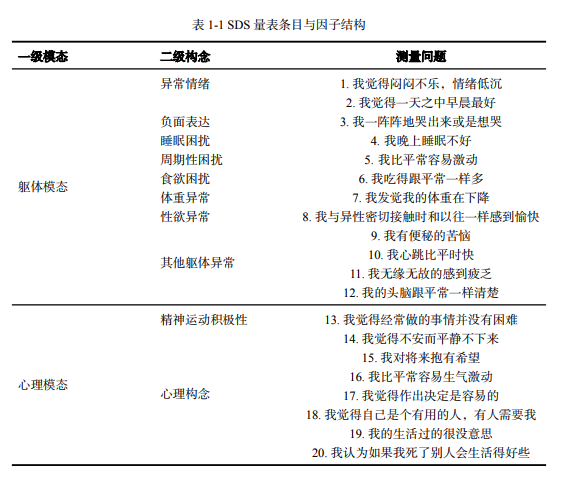 表 1-1 SDS 量表条目与因子结构
一级模态 二级构念 测量问题
异常情绪 1. 我觉得闷闷不乐，情绪低沉
2. 我觉得一天之中早晨最好
负面表达 3. 我一阵阵地哭出来或是想哭
睡眠困扰 4. 我晚上睡眠不好
周期性困扰 5. 我比平常容易激动
食欲困扰 6. 我吃得跟平常一样多
躯体模态 体重异常 7. 我发觉我的体重在下降
性欲异常 8. 我与异性密切接触时和以往一样感到愉快
9. 我有便秘的苦恼
其他躯体异常 10. 我心跳比平时快
11. 我无缘无故的感到疲乏
12. 我的头脑跟平常一样清楚
精神运动积极性 13. 我觉得经常做的事情并没有困难
14. 我觉得不安而平静不下来
15. 我对将来抱有希望
心理模态 16. 我比平常容易生气激动
心理构念 17. 我觉得作出决定是容易的
18. 我觉得自己是个有用的人，有人需要我
19. 我的生活过的很没意思
20. 我认为如果我死了别人会生活得好些